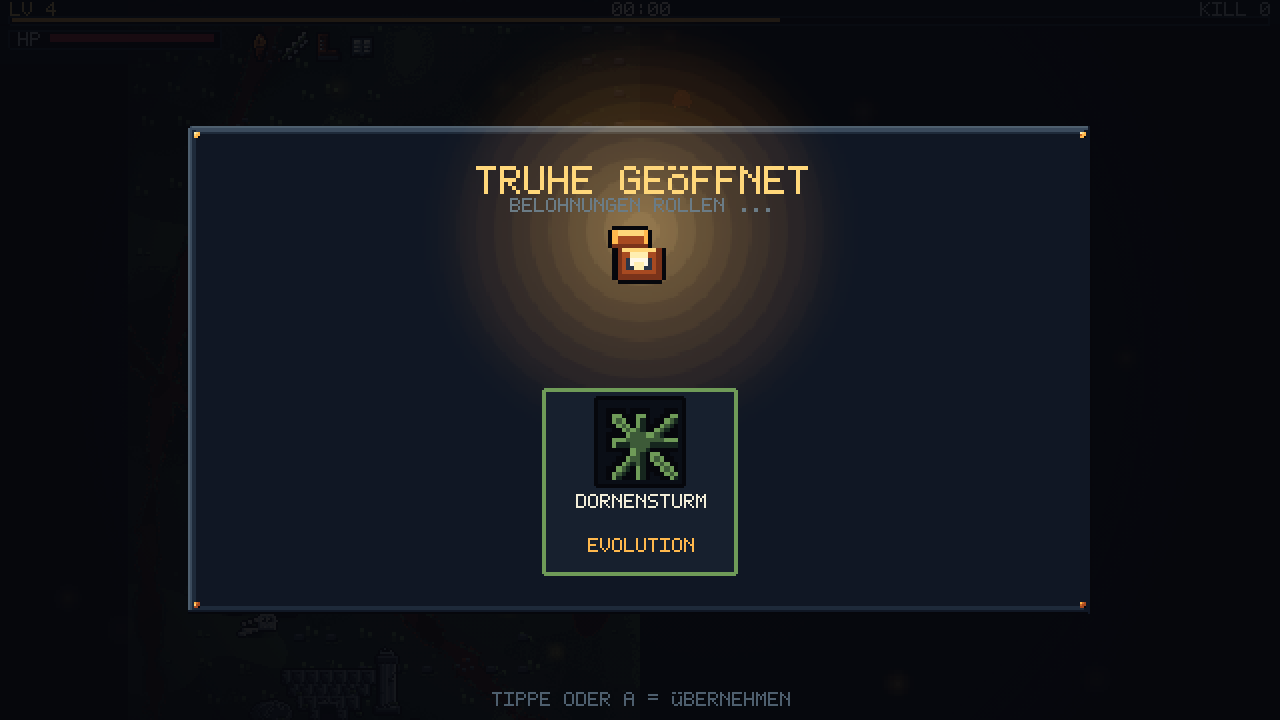 LV 4 00:00 KILL 0
HP
TRUHE GEöFFNET
BELOHNUNGEN ROLLEN ...
DORNENSTURM
EVOLUTION
TIPPE ODER A = üBERNEHMEN